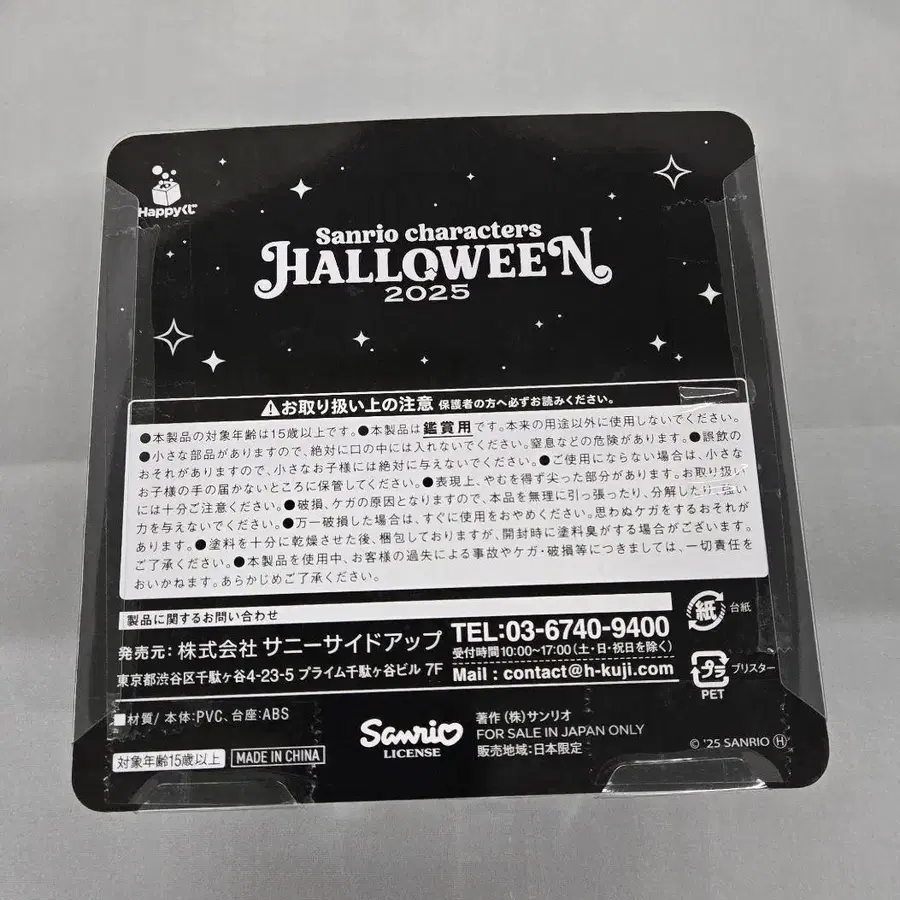 Happyくじ
Sanrio characters
HALLOWEEN
2025
⚠お取り扱い上の注意 保護者の方へ必ずお読みください。
●本製品の対象年齢は15歳以上です。●本製品は鑑賞用です。本来の用途以外に使用しないでください。
●小さな部品がありますので、絶対に口の中には入れないでください。窒息などの危険があります。●誤飲の
おそれがありますので、小さなお子様には絶対に与えないでください。●ご使用にならない場合は、小さな
お子様の手の届かないところに保管してください。●表現上、やむを得ず尖った部分があります。お取り扱い
には十分ご注意ください。●破損、ケガの原因となりますので、本品を無理に引っ張ったり、分解したり、強い
力を与えないでください。●万一破損した場合は、すぐに使用をおやめください。思わぬケガをするおそれが
あります。●塗料を十分に乾燥させた後、梱包しておりますが、開封時に塗料臭がする場合がございます。
ご了承ください。●本製品を使用中、お客様の過失による事故やケガ・破損等につきましては、一切責任を
おいかねます。あらかじめご了承ください。
製品に関するお問い合わせ
発売元：株式会社 サニーサイドアップ
東京都渋谷区千駄ヶ谷4-23-5 プライム千駄ヶ谷ビル 7F
TEL:03-6740-9400
受付時間10:00~17:00(土・日・祝日を除く)
Mail : contact@h-kuji.com
紙 台紙
プラ ブリスター
PET
■材質/ 本体:PVC、台座:ABS
対象年齢15歳以上
MADE IN CHINA
Sanrio
LICENSE
著作 (株)サンリオ
FOR SALE IN JAPAN ONLY
販売地域:日本限定
© '25 SANRIO Ⓗ